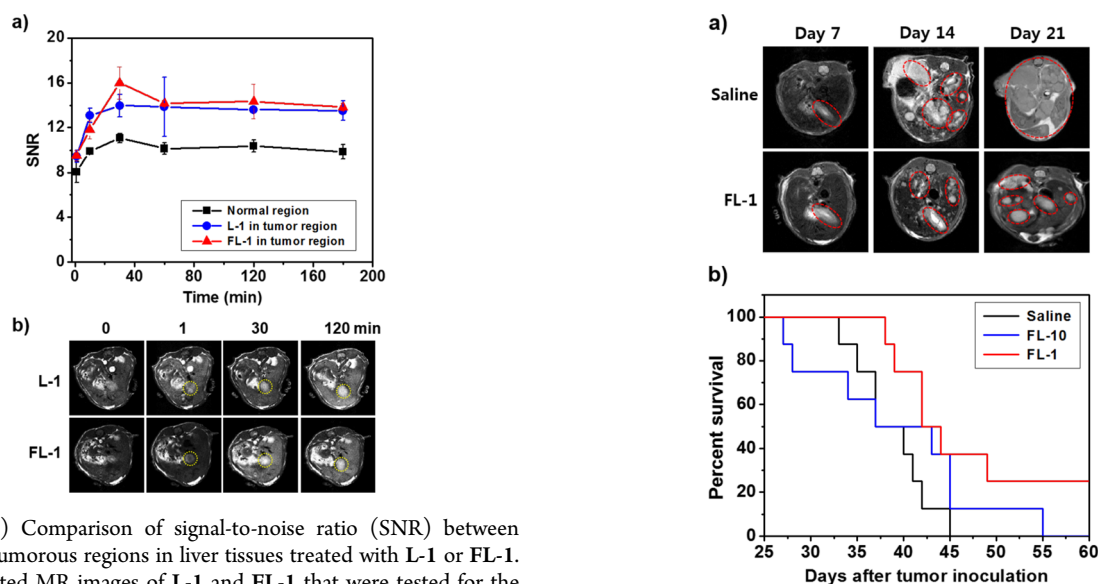 a)
20
16
12
8
4
0
SNR
Normal region
L-1 in tumor region
FL-1 in tumor region
0 40 80 120 160 200
Time (min)
b)
0 1 30 120 min
L-1
FL-1
) Comparison of signal-to-noise ratio (SNR) between
tumorous regions in liver tissues treated with L-1 or FL-1.
ted MR images of L-1 and FL-1 that were tested for the
a)
Day 7 Day 14 Day 21
Saline
FL-1
b)
100
80
60
40
20
0
Percent survival
Saline
FL-10
FL-1
25 30 35 40 45 50 55 60
Days after tumor inoculation